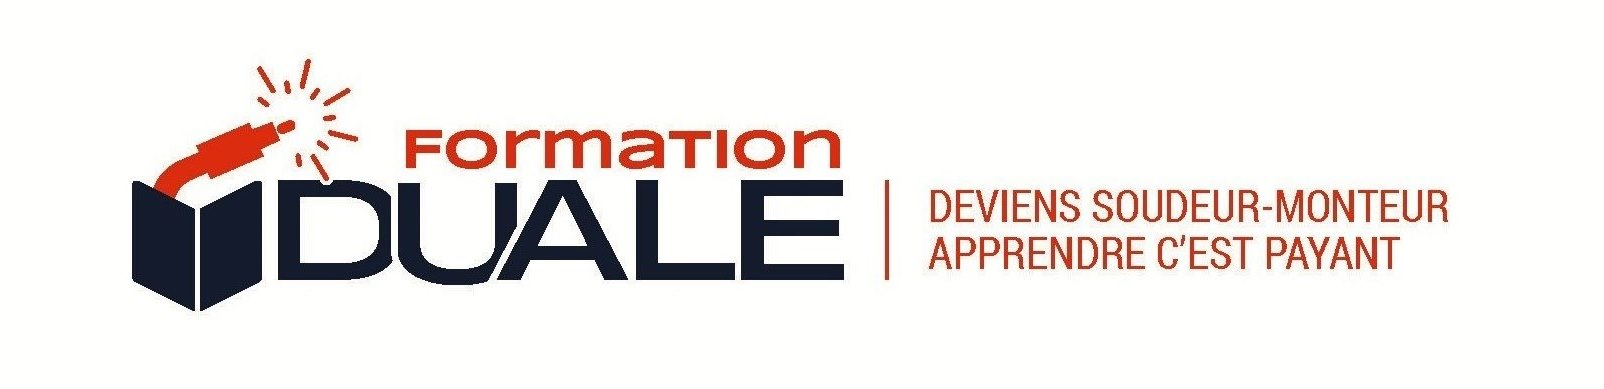 Formation
DUALE
DEVIENS SOUDEUR-MONTEUR
APPRENDRE C'EST PAYANT